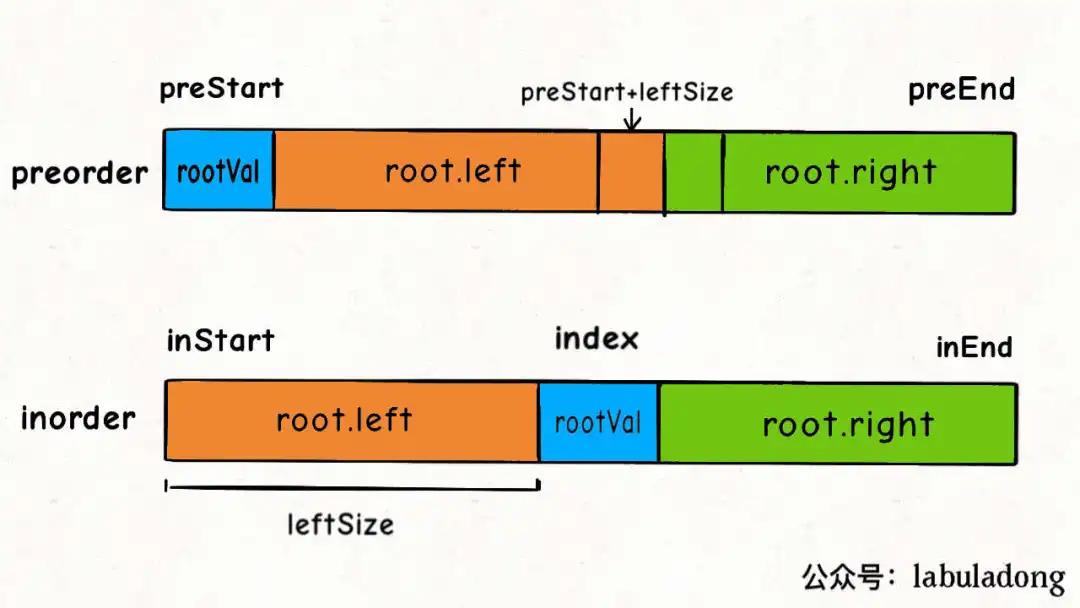 preStart
preStart+leftSize
preEnd
preorder
rootVal
root.left
root.right
inStart
index
inEnd
inorder
root.left
rootVal
root.right
leftSize
公众号：labuladong